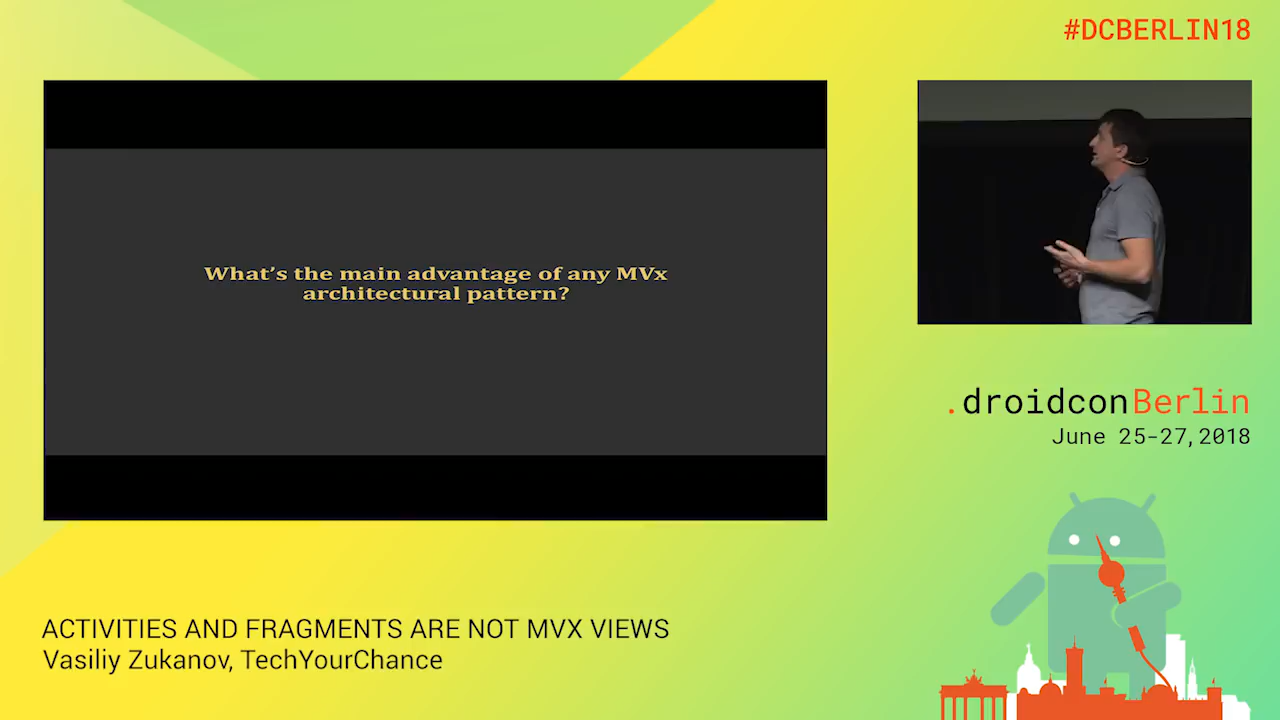 #DCBERLIN18
What's the main advantage of any MVx
architectural pattern?
.droidconBerlin
June 25-27,2018
ACTIVITIES AND FRAGMENTS ARE NOT MVX VIEWS
Vasiliy Zukanov, TechYourChance